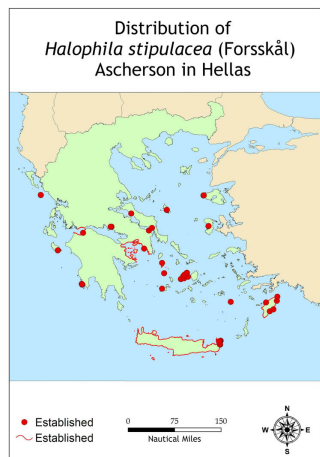 Distribution of
Halophila stipulacea (Forsskål)
Ascherson in Hellas
Established
Established
0 75 150
Nautical Miles
N
W E
S